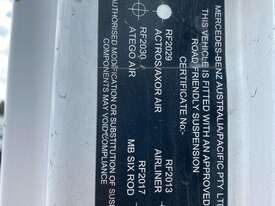 MERCEDES-BENZ AUSTRALIA/PACIFIC PTY LTD
THIS VEHICLE IS FITTED WITH AN APPROVED
ROAD FRIENDLY SUSPENSION
CERTIFICATE No:-
RF2029 RF2013
ACTROS/AXOR AIR AIRLINER
RF2030 RF2017
ATEGO AIR MB SIX ROD
AUTHORISED MODIFICATION OR SUBSTITUTION OF SUS
COMPONENTS MAY VOID COMPLIANCE